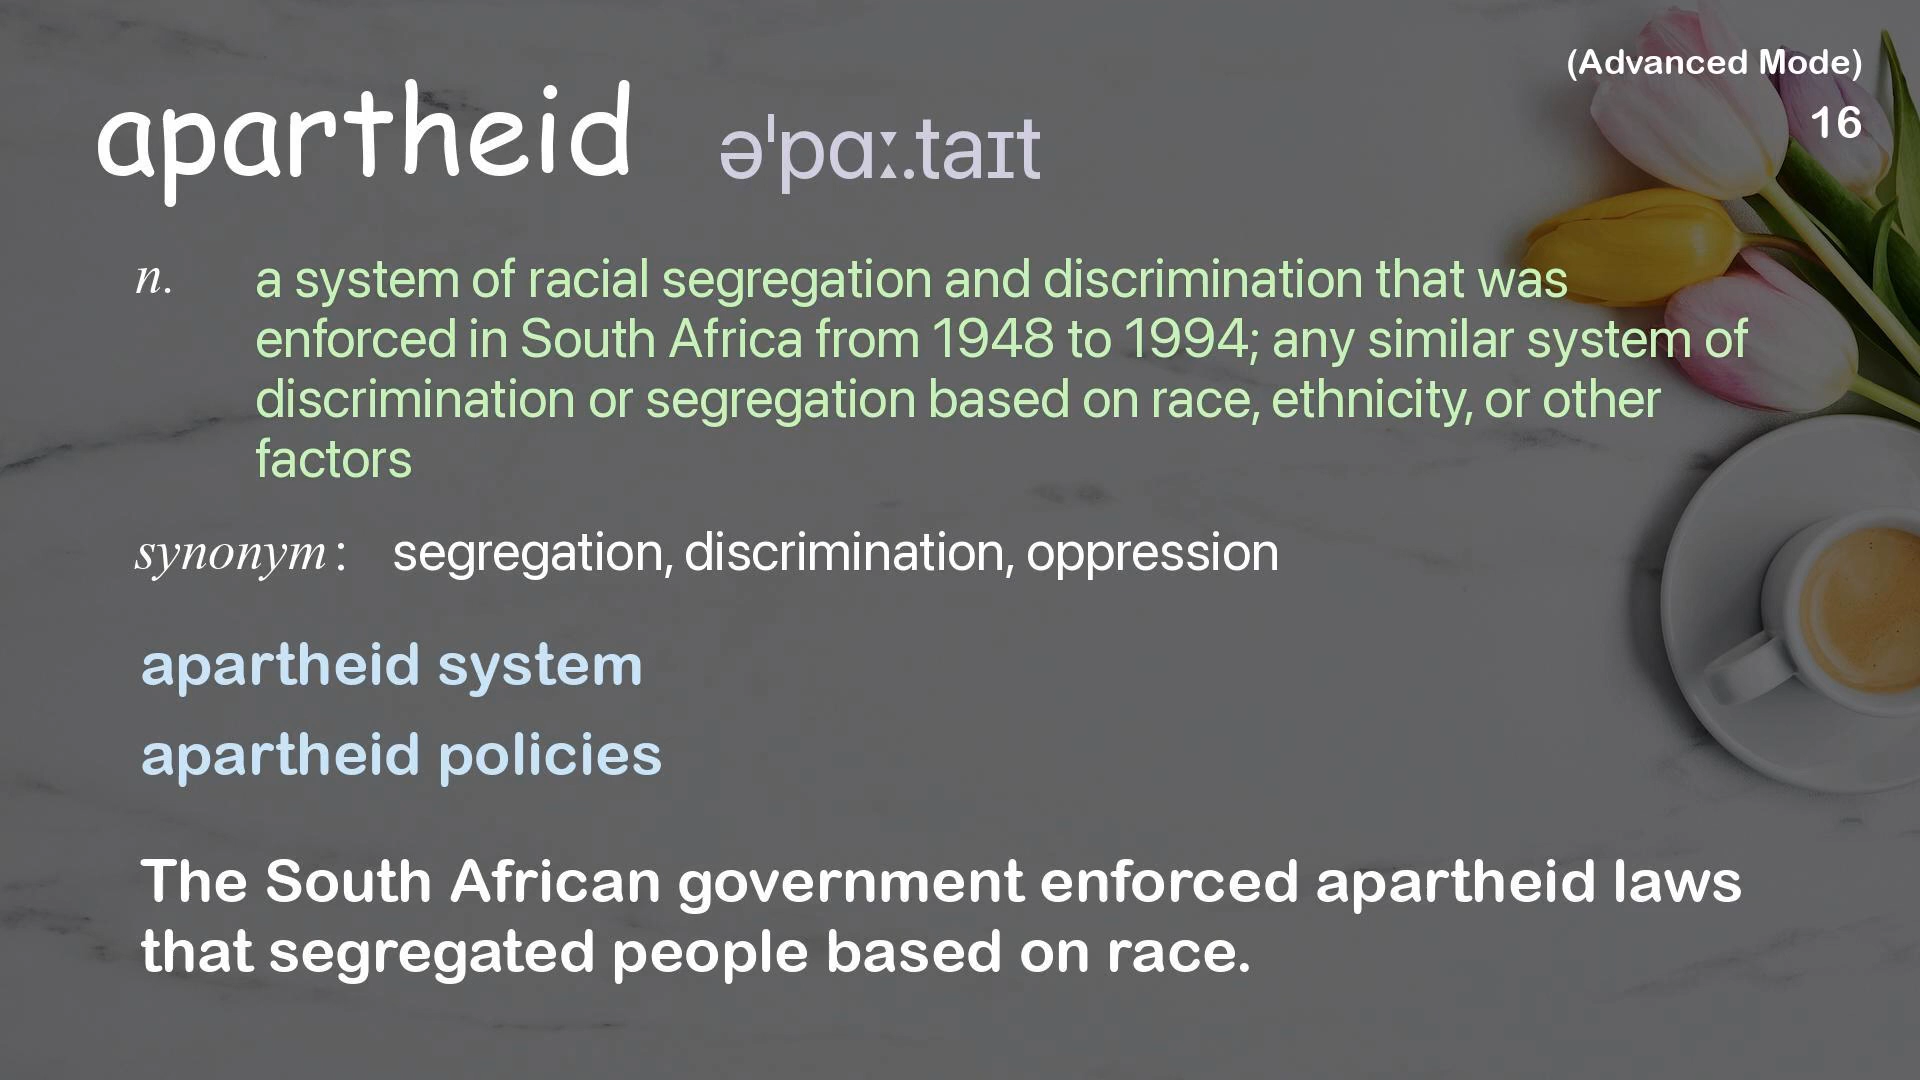 (Advanced Mode)
16
apartheid əˈpɑː.taɪt
n. a system of racial segregation and discrimination that was
enforced in South Africa from 1948 to 1994; any similar system of
discrimination or segregation based on race, ethnicity, or other
factors
synonym: segregation, discrimination, oppression
apartheid system
apartheid policies
The South African government enforced apartheid laws
that segregated people based on race.